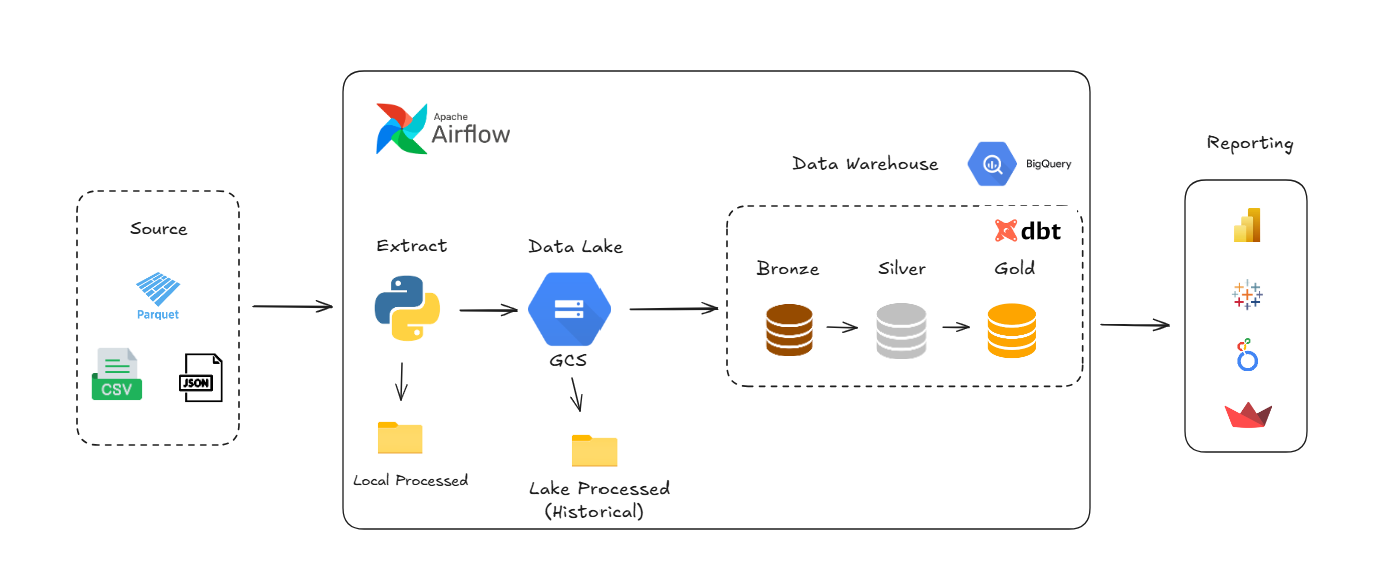 Apache
Airflow
Data Warehouse
BigQuery
Reporting
Source
Parquet
CSV
JSON
Extract
Data Lake
GCS
dbt
Bronze
Silver
Gold
Local Processed
Lake Processed
(Historical)